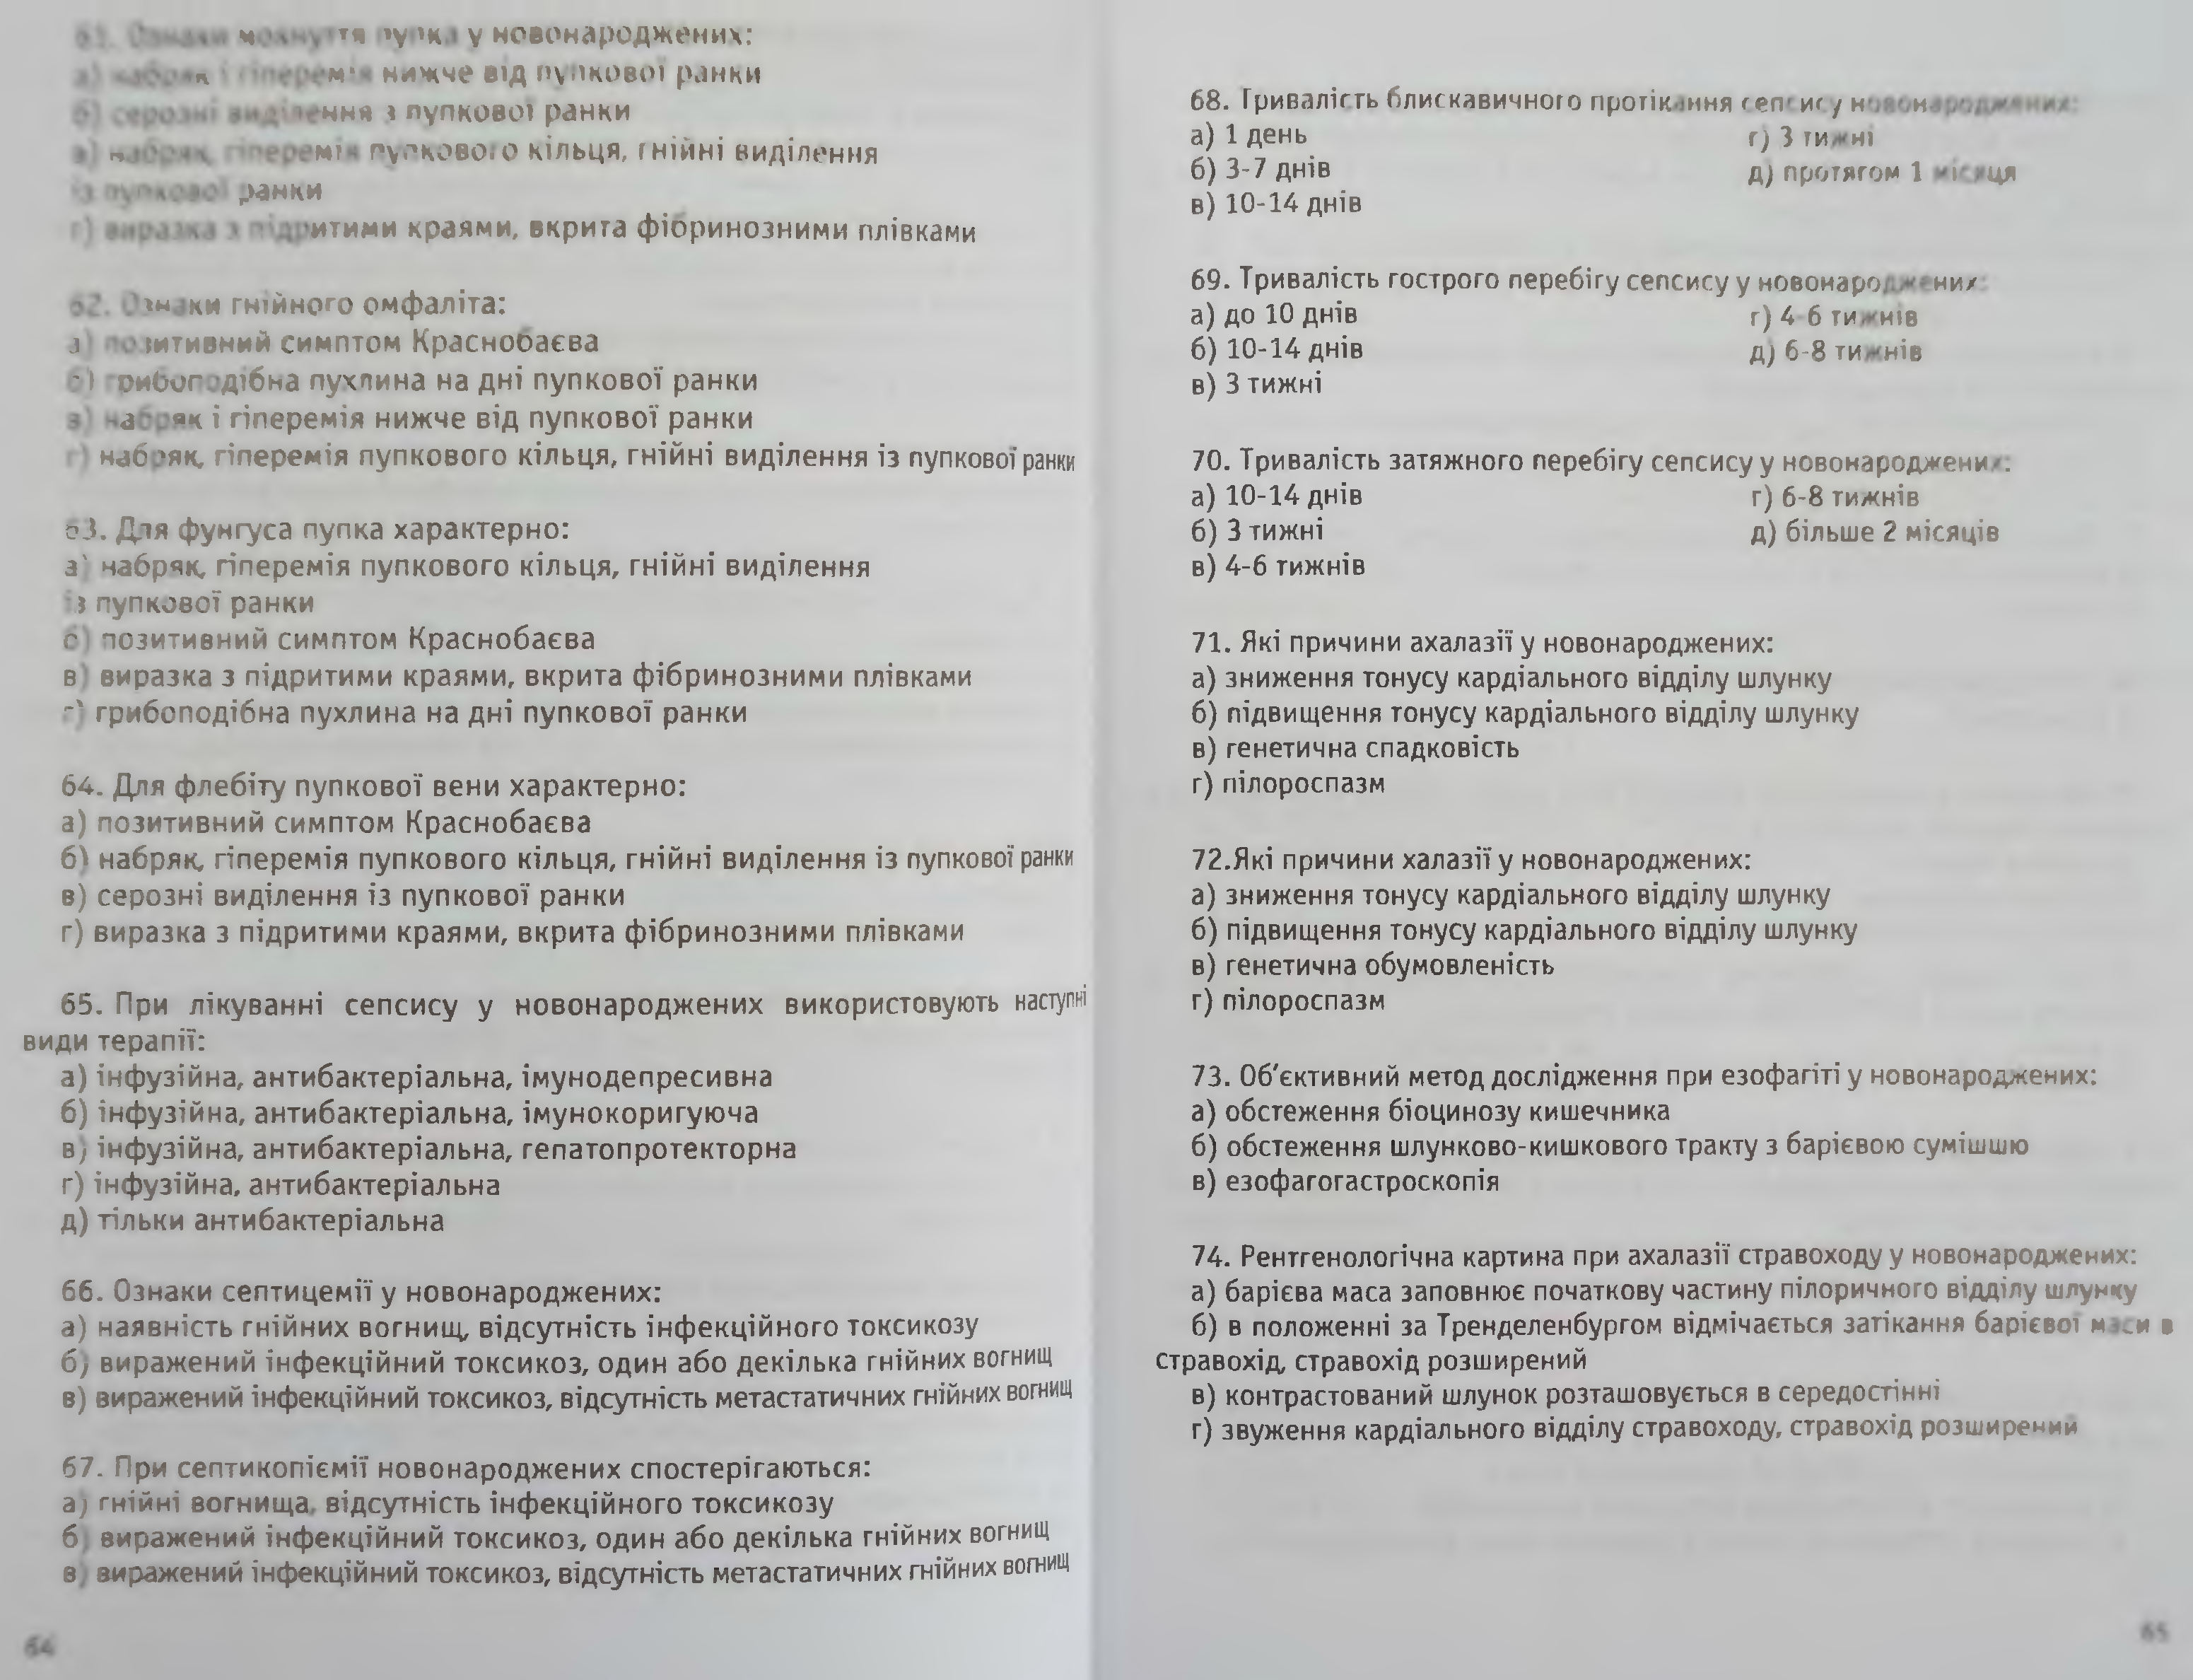 61. Ознаки мокнуття пупка у новонароджених:
а) набряк і гіперемія нижче від пупкової ранки
б) серозні виділення з пупкової ранки
в) набряк, гіперемія пупкового кільця, гнійні виділення
із пупкової ранки
г) виразка з підритими краями, вкрита фібринозними плівками
62. Ознаки гнійного омфаліта:
а) позитивний симптом Краснобаєва
б) грибоподібна пухлина на дні пупкової ранки
в) набряк і гіперемія нижче від пупкової ранки
г) набряк, гіперемія пупкового кільця, гнійні виділення із пупкової ранки
63. Для фунгуса пупка характерно:
а) набряк, гіперемія пупкового кільця, гнійні виділення
із пупкової ранки
б) позитивний симптом Краснобаєва
в) виразка з підритими краями, вкрита фібринозними плівками
г) грибоподібна пухлина на дні пупкової ранки
64. Для флебіту пупкової вени характерно:
а) позитивний симптом Краснобаєва
б) набряк, гіперемія пупкового кільця, гнійні виділення із пупкової ранки
в) серозні виділення із пупкової ранки
г) виразка з підритими краями, вкрита фібринозними плівками
65. При лікуванні сепсису у новонароджених використовують наступні
види терапії:
а) інфузійна, антибактеріальна, імунодепресивна
б) інфузійна, антибактеріальна, імунокоригуюча
в) інфузійна, антибактеріальна, гепатопротекторна
г) інфузійна, антибактеріальна
д) тільки антибактеріальна
66. Ознаки септицемії у новонароджених:
а) наявність гнійних вогнищ, відсутність інфекційного токсикозу
б) виражений інфекційний токсикоз, один або декілька гнійних вогнищ
в) виражений інфекційний токсикоз, відсутність метастатичних гнійних вогнищ
67. При септикопіємії новонароджених спостерігаються:
а) гнійні вогнища, відсутність інфекційного токсикозу
б) виражений інфекційний токсикоз, один або декілька гнійних вогнищ
в) виражений інфекційний токсикоз, відсутність метастатичних гнійних вогнищ
64
68. Тривалість блискавичного протікання сепсису новонароджених:
а) 1 день
б) 3-7 днів
в) 10-14 днів
г) 3 тижні
д) протягом 1 місяця
69. Тривалість гострого перебігу сепсису у новонароджених:
а) до 10 днів
б) 10-14 днів
в) 3 тижні
г) 4-6 тижнів
д) 6-8 тижнів
70. Тривалість затяжного перебігу сепсису у новонароджених:
а) 10-14 днів
б) 3 тижні
в) 4-6 тижнів
г) 6-8 тижнів
д) більше 2 місяців
71. Які причини ахалазії у новонароджених:
а) зниження тонусу кардіального відділу шлунку
б) підвищення тонусу кардіального відділу шлунку
в) генетична спадковість
г) пілороспазм
72.Які причини халазії у новонароджених:
а) зниження тонусу кардіального відділу шлунку
б) підвищення тонусу кардіального відділу шлунку
в) генетична обумовленість
г) пілороспазм
73. Об'єктивний метод дослідження при езофагіті у новонароджених:
а) обстеження біоцинозу кишечника
б) обстеження шлунково-кишкового тракту з барієвою сумішшю
в) езофагогастроскопія
74. Рентгенологічна картина при ахалазії стравоходу у новонароджених:
а) барієва маса заповнює початкову частину пілоричного відділу шлунку
б) в положенні за Тренделенбургом відмічається затікання барієвої маси в
стравохід, стравохід розширений
в) контрастований шлунок розташовується в середостінні
г) звуження кардіального відділу стравоходу, стравохід розширений
65